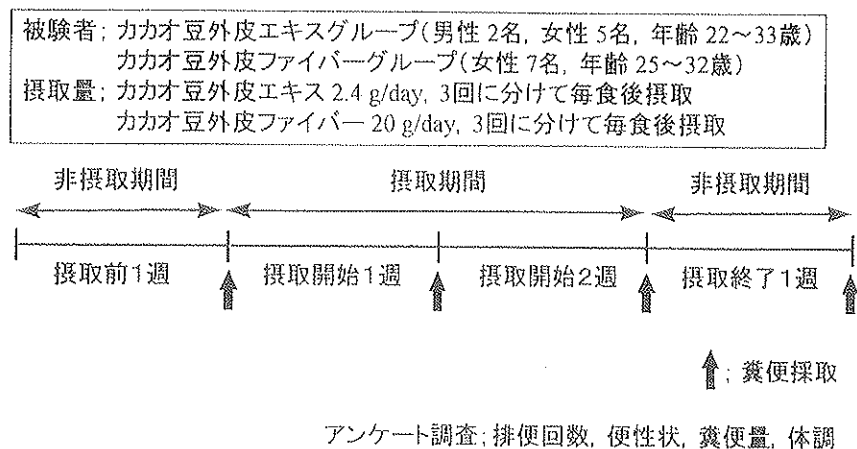 被験者; カカオ豆外皮エキスグループ(男性 2名, 女性 5名, 年齢 22〜33歳)
カカオ豆外皮ファイバーグループ(女性 7名, 年齢 25〜32歳)
摂取量; カカオ豆外皮エキス 2.4 g/day, 3回に分けて毎食後摂取
カカオ豆外皮ファイバー 20 g/day, 3回に分けて毎食後摂取
非摂取期間 摂取期間 非摂取期間
摂取前1週 摂取開始1週 摂取開始2週 摂取終了1週
; 糞便採取
アンケート調査; 排便回数, 便性状, 糞便量, 体調